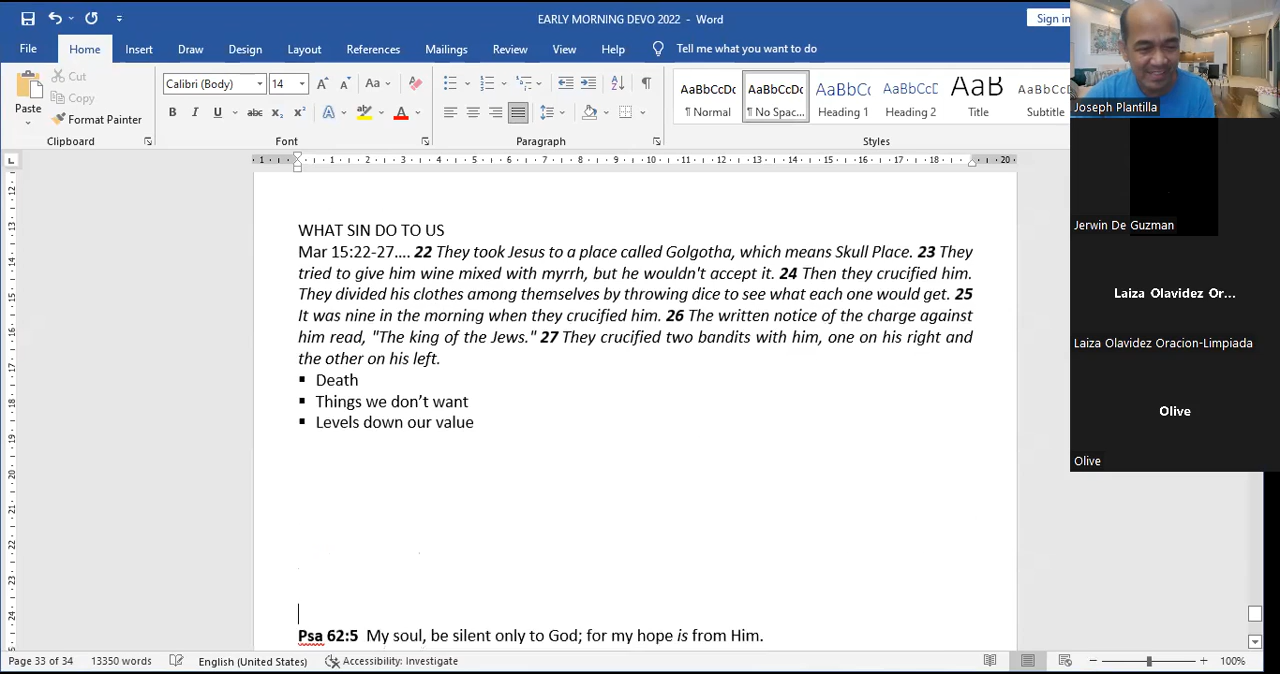 EARLY MORNING DEVO 2022 - Word
Sign in
File Home Insert Draw Design Layout References Mailings Review View Help Tell me what you want to do
Paste
Cut
Copy
Format Painter
Clipboard
Calibri (Body) 14
Font
Paragraph
AaBbCcDc AaBbCcDc AaBbCc AaBbCcD AaB AaBbCcD
¶ Normal ¶ No Spac... Heading 1 Heading 2 Title Subtitle
Styles
WHAT SIN DO TO US
Mar 15:22-27.... 22 They took Jesus to a place called Golgotha, which means Skull Place. 23 They
tried to give him wine mixed with myrrh, but he wouldn't accept it. 24 Then they crucified him.
They divided his clothes among themselves by throwing dice to see what each one would get. 25
It was nine in the morning when they crucified him. 26 The written notice of the charge against
him read, "The king of the Jews." 27 They crucified two bandits with him, one on his right and
the other on his left.
▪ Death
▪ Things we don’t want
▪ Levels down our value
Psa 62:5 My soul, be silent only to God; for my hope is from Him.
Page 33 of 34 13350 words English (United States) Accessibility: Investigate 100%
Joseph Plantilla
Jerwin De Guzman
Laiza Olavidez Or...
Laiza Olavidez Oracion-Limpiada
Olive
Olive